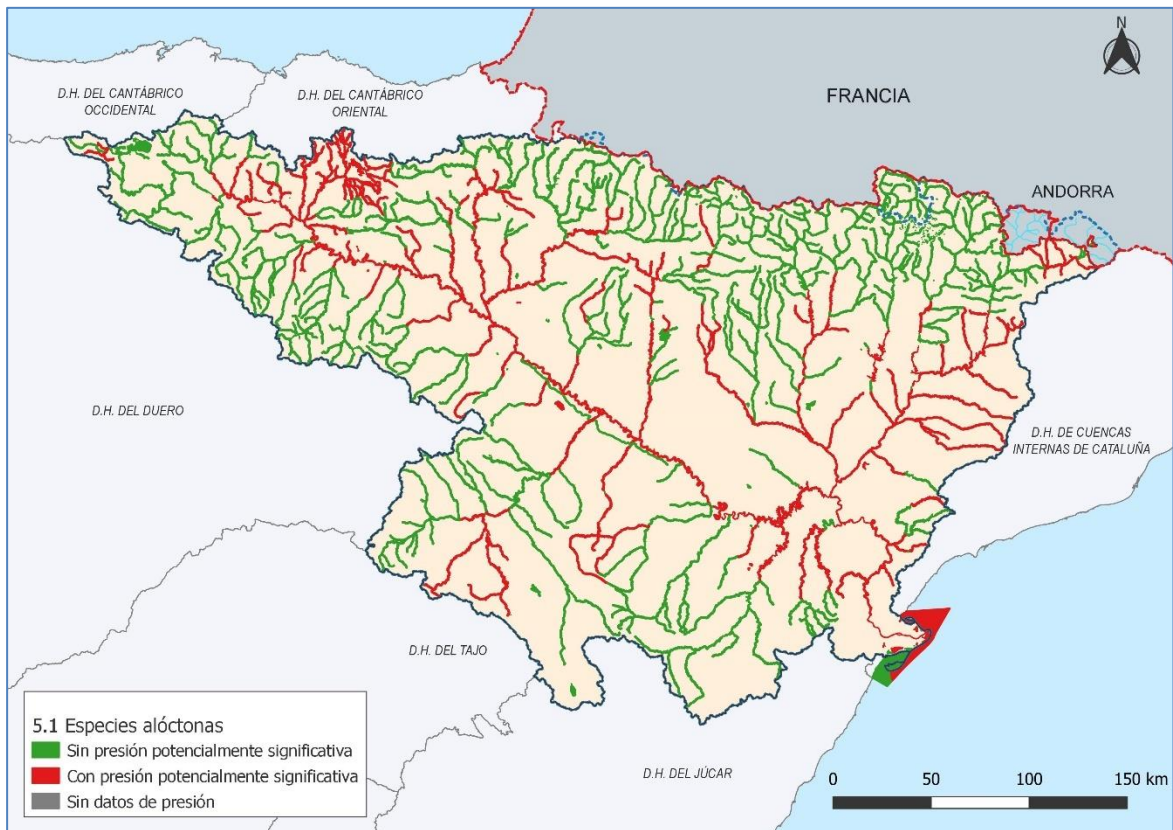 N
D.H. DEL CANTÁBRICO
OCCIDENTAL
D.H. DEL CANTÁBRICO
ORIENTAL
FRANCIA
ANDORRA
D.H. DEL DUERO
D.H. DE CUENCAS
INTERNAS DE CATALUÑA
D.H. DEL TAJO
D.H. DEL JÚCAR
5.1 Especies alóctonas
Sin presión potencialmente significativa
Con presión potencialmente significativa
Sin datos de presión
0 50 100 150 km